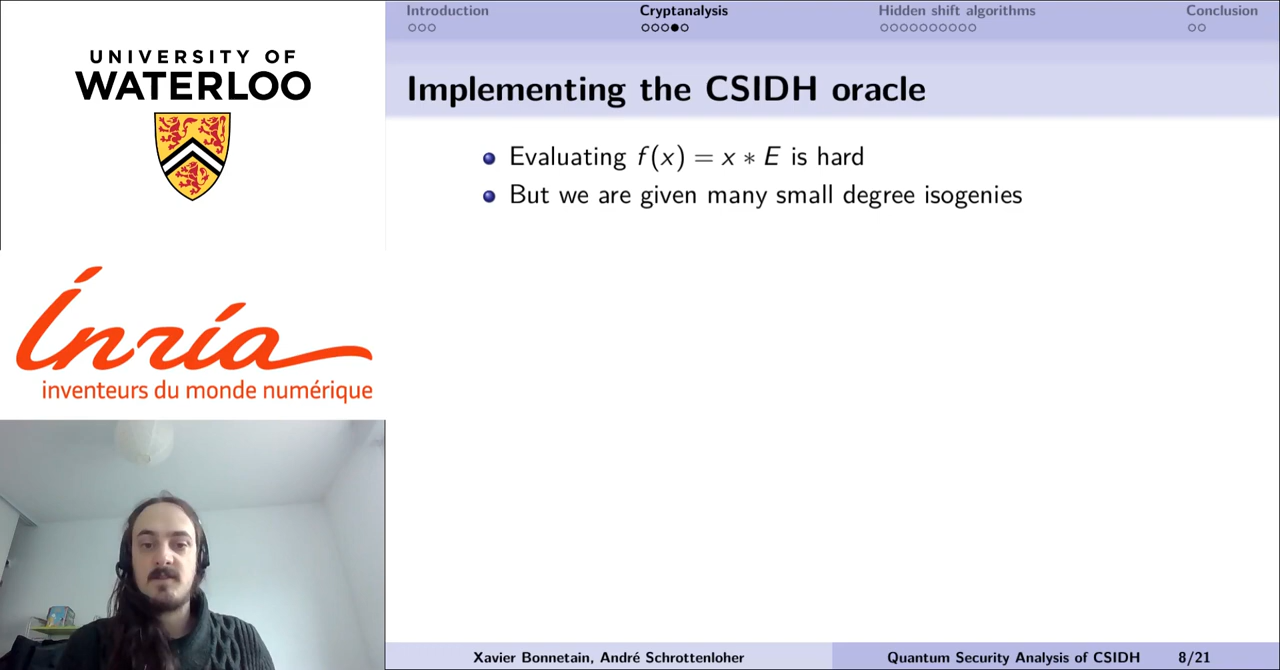 UNIVERSITY OF
WATERLOO
Inria
inventeurs du monde numérique
Introduction
Cryptanalysis
Hidden shift algorithms
Conclusion
Implementing the CSIDH oracle
Evaluating f(x) = x ∗ E is hard
But we are given many small degree isogenies
Xavier Bonnetain, André Schrottenloher
Quantum Security Analysis of CSIDH
8/21